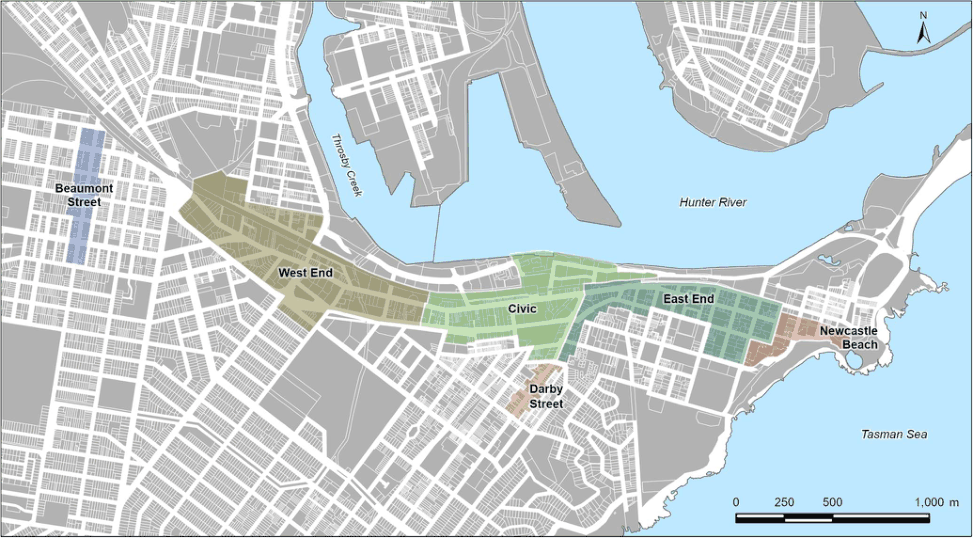 N
Throsby Creek
Beaumont
Street
Hunter River
West End
Civic
East End
Newcastle
Beach
Darby
Street
Tasman Sea
0 250 500 1,000 m